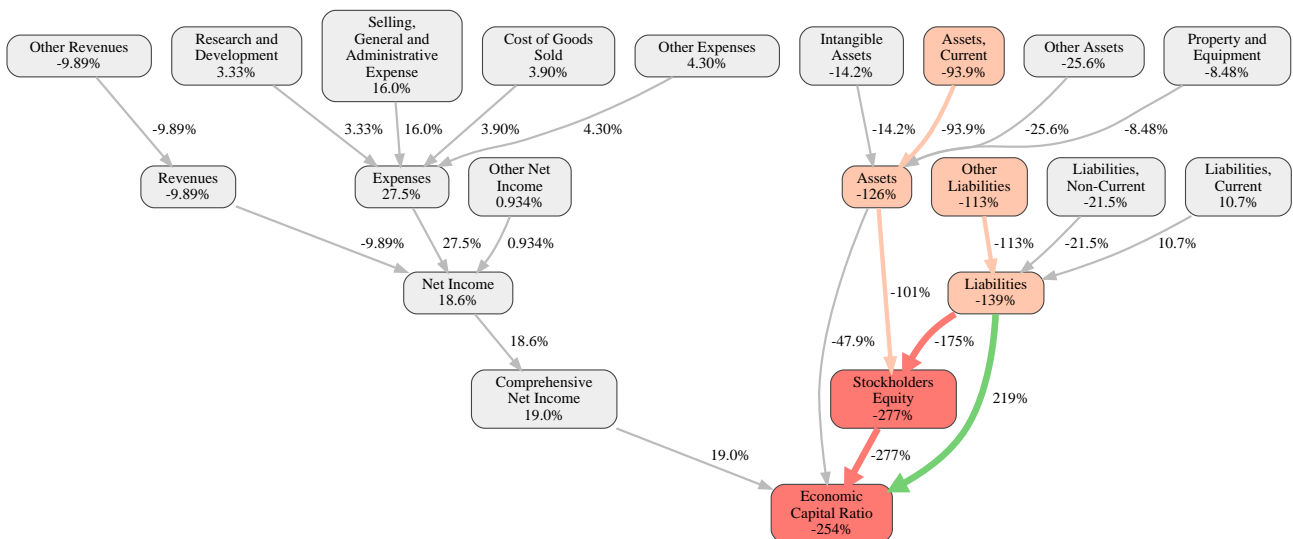 Other Revenues
-9.89%
Research and
Development
3.33%
Selling,
General and
Administrative
Expense
16.0%
Cost of Goods
Sold
3.90%
Other Expenses
4.30%
Intangible
Assets
-14.2%
Assets,
Current
-93.9%
Other Assets
-25.6%
Property and
Equipment
-8.48%
-9.89%
3.33%
16.0%
3.90%
4.30%
-14.2%
-93.9%
-25.6%
-8.48%
Revenues
-9.89%
Expenses
27.5%
Other Net
Income
0.934%
Assets
-126%
Other
Liabilities
-113%
Liabilities,
Non-Current
-21.5%
Liabilities,
Current
10.7%
-9.89%
27.5%
0.934%
-113%
-21.5%
10.7%
Net Income
18.6%
-101%
Liabilities
-139%
18.6%
-47.9%
-175%
Comprehensive
Net Income
19.0%
Stockholders
Equity
-277%
219%
19.0%
-277%
Economic
Capital Ratio
-254%